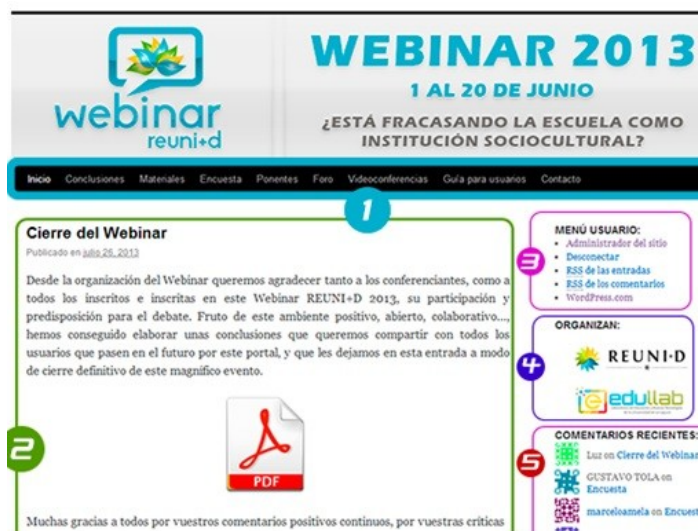 webinar
reuni+d
WEBINAR 2013
1 AL 20 DE JUNIO
¿ESTÁ FRACASANDO LA ESCUELA COMO
INSTITUCIÓN SOCIOCULTURAL?
Inicio Conclusiones Materiales Encuesta Ponentes Foro Videoconferencias Guía para usuarios Contacto
1
Cierre del Webinar
Publicado en julio 26, 2013
Desde la organización del Webinar queremos agradecer tanto a los conferenciantes, como a
todos los inscritos e inscritas en este Webinar REUNI+D 2013, su participación y
predisposición para el debate. Fruto de este ambiente positivo, abierto, colaborativo...,
hemos conseguido elaborar unas conclusiones que queremos compartir con todos los
usuarios que pasen en el futuro por este portal, y que les dejamos en esta entrada a modo
de cierre definitivo de este magnífico evento.
2
PDF
Muchas gracias a todos por vuestros comentarios positivos continuos, por vuestras críticas
3
MENÚ USUARIO:
Administrador del sitio
Desconectar
RSS de las entradas
RSS de los comentarios
WordPress.com
4
ORGANIZAN:
REUNI+D
edullab
5
COMENTARIOS RECIENTES:
Luz on Cierre del Webinar
GUSTAVO TOLA on
Encuesta
marceloamela on Encuest